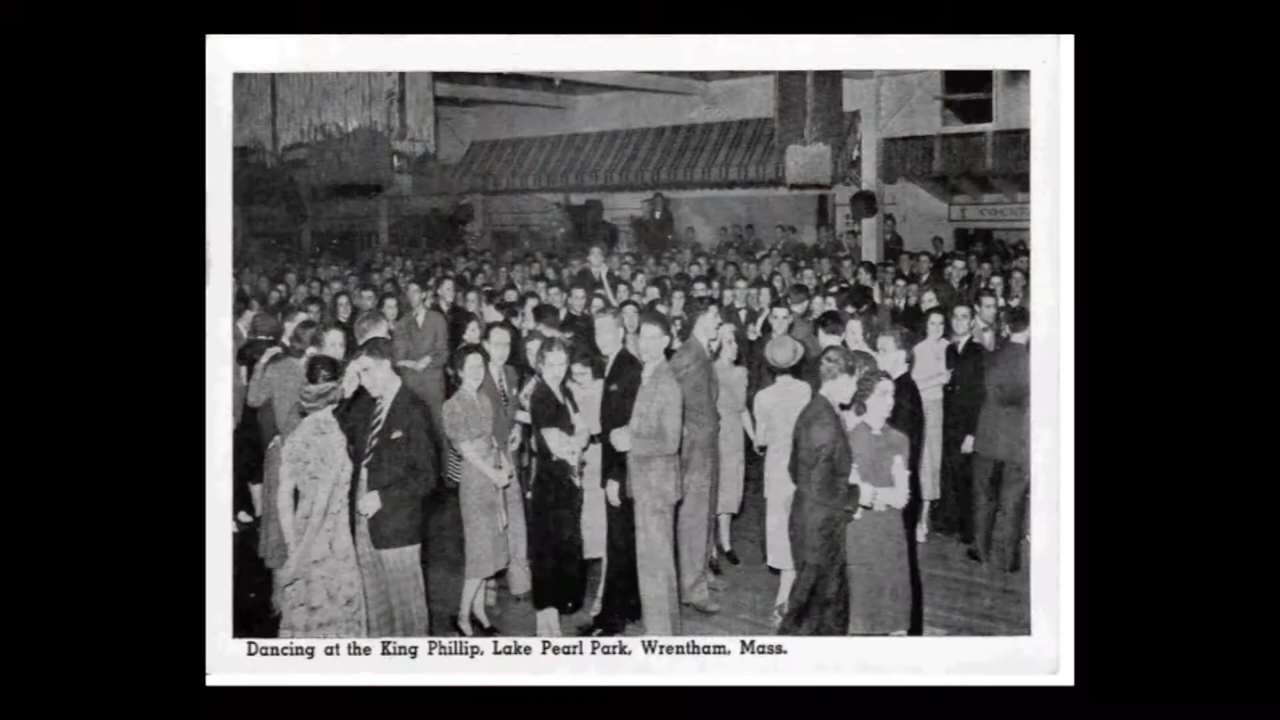 Dancing at the King Phillip, Lake Pearl Park, Wrentham, Mass.